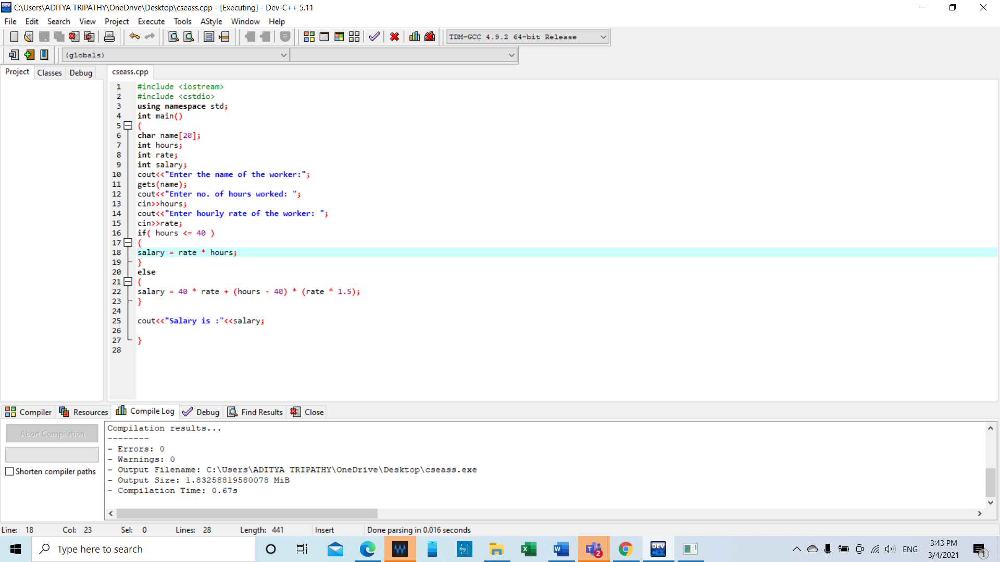 C:\Users\ADITYA TRIPATHY\OneDrive\Desktop\cseass.cpp - [Executing] - Dev-C++ 5.11
File Edit Search View Project Execute Tools AStyle Window Help
TDM-GCC 4.9.2 64-bit Release
(globals)
Project Classes Debug cseass.cpp
1 #include <iostream>
2 #include <cstdio>
3 using namespace std;
4 int main()
5 {
6 char name[20];
7 int hours;
8 int rate;
9 int salary;
10 cout<<"Enter the name of the worker:";
11 gets(name);
12 cout<<"Enter no. of hours worked: ";
13 cin>>hours;
14 cout<<"Enter hourly rate of the worker: ";
15 cin>>rate;
16 if( hours <= 40 )
17 {
18 salary = rate * hours;
19 }
20 else
21 {
22 salary = 40 * rate + (hours - 40) * (rate * 1.5);
23 }
24
25 cout<<"Salary is :"<<salary;
26
27 }
28
Compiler Resources Compile Log Debug Find Results Close
Abort Compilation
Shorten compiler paths
Compilation results...
--------
- Errors: 0
- Warnings: 0
- Output Filename: C:\Users\ADITYA TRIPATHY\OneDrive\Desktop\cseass.exe
- Output Size: 1.83258819580078 MiB
- Compilation Time: 0.67s
Line: 18 Col: 23 Sel: 0 Lines: 28 Length: 441 Insert Done parsing in 0.016 seconds
Type here to search
2
DEV
ENG
3:43 PM
3/4/2021
1